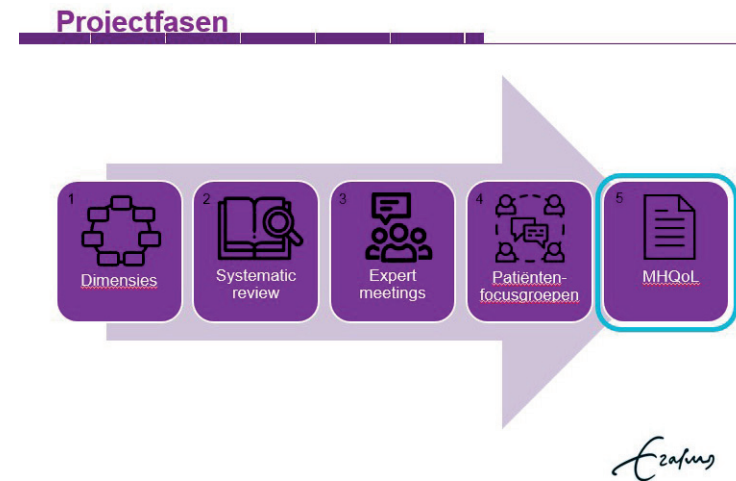 Projectfasen
1
Dimensies
2
Systematic
review
3
Expert
meetings
4
Patiënten-
focusgroepen
5
MHQoL
Erasmus